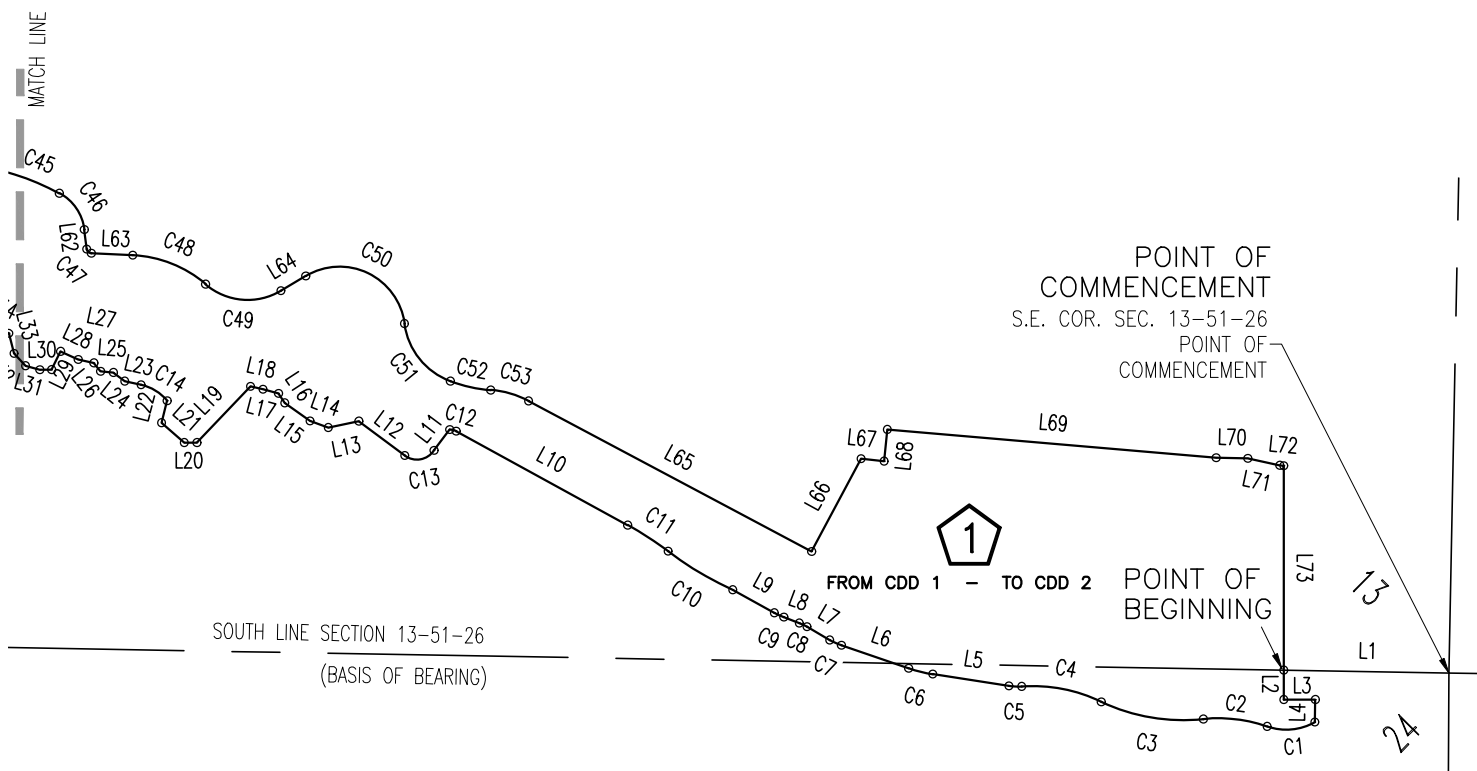 MATCH LINE
C45
C46
L62
L63
C47
C48
L64
C50
C49
C51
C52
C53
L33
L30
L31
L29
L28
L27
L26
L25
L24
L23
C14
L22
L21
L20
L19
L18
L17
L16
L15
L14
L13
L12
L11
C12
C13
L10
L65
L66
L67
L68
L69
L70
L71
L72
L73
POINT OF
COMMENCEMENT
S.E. COR. SEC. 13-51-26
POINT OF
COMMENCEMENT
1
FROM CDD 1 - TO CDD 2
POINT OF
BEGINNING
13
24
SOUTH LINE SECTION 13-51-26
(BASIS OF BEARING)
C11
C10
L9
C9
L8
C8
L7
C7
L6
C6
L5
C5
C4
C3
C2
C1
L4
L3
L2
L1